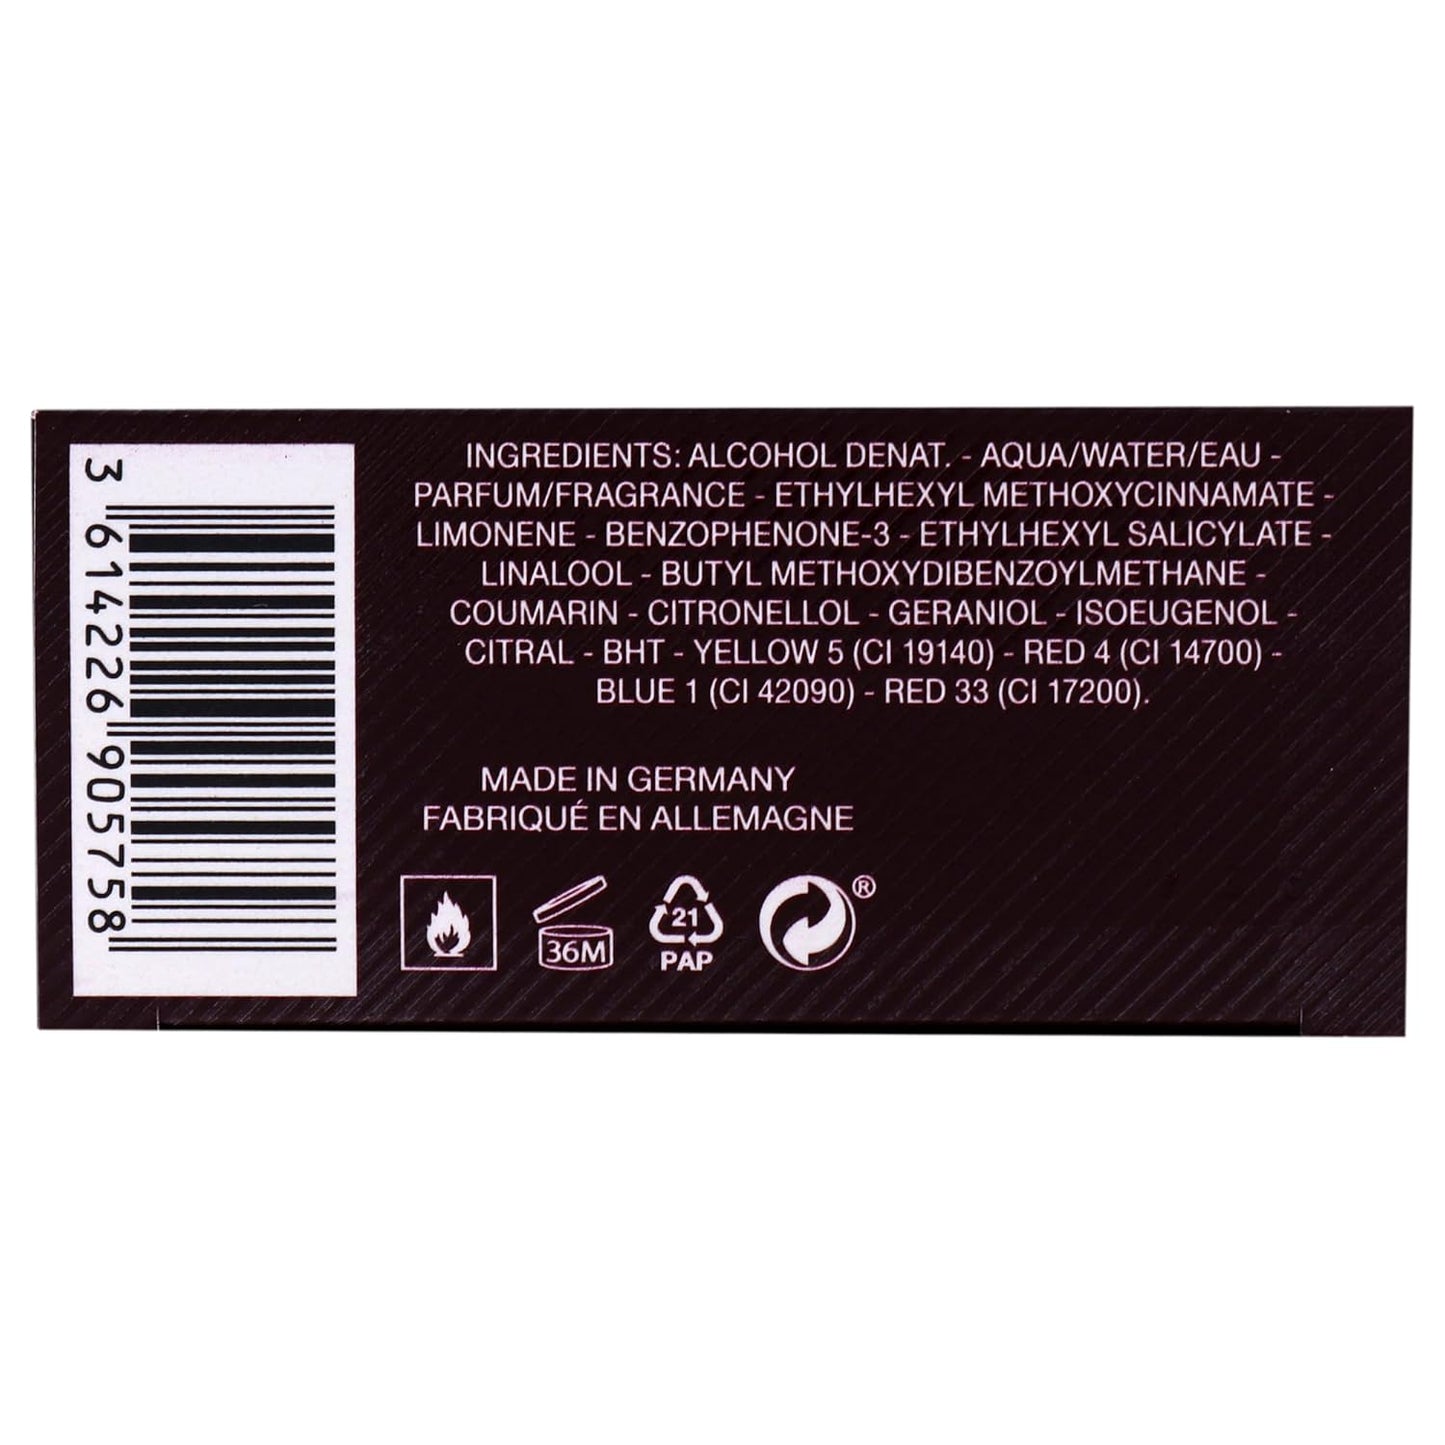 3 614226 905758
INGREDIENTS: ALCOHOL DENAT. - AQUA/WATER/EAU -
PARFUM/FRAGRANCE - ETHYLHEXYL METHOXYCINNAMATE -
LIMONENE - BENZOPHENONE-3 - ETHYLHEXYL SALICYLATE -
LINALOOL - BUTYL METHOXYDIBENZOYLMETHANE -
COUMARIN - CITRONELLOL - GERANIOL - ISOEUGENOL -
CITRAL - BHT - YELLOW 5 (CI 19140) - RED 4 (CI 14700) -
BLUE 1 (CI 42090) - RED 33 (CI 17200).
MADE IN GERMANY
FABRIQUÉ EN ALLEMAGNE
36M
21
PAP
®